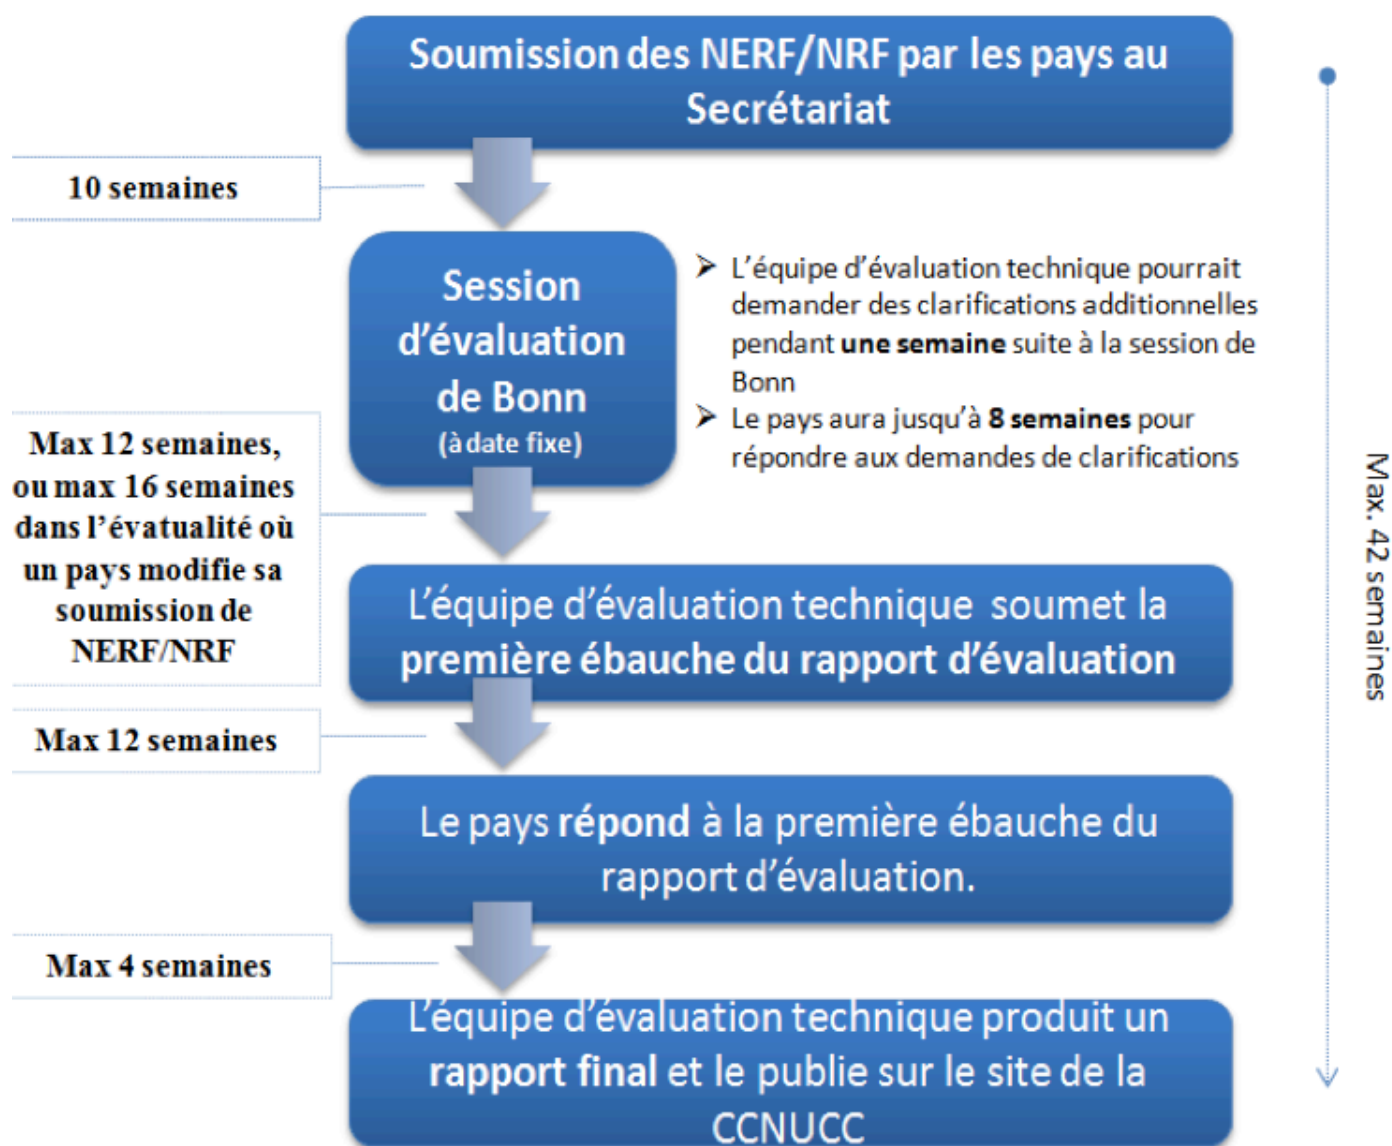 Soumission des NERF/NRF par les pays au
Secrétariat
10 semaines
Session
d’évaluation
de Bonn
(à date fixe)
➢ L’équipe d’évaluation technique pourrait
demander des clarifications additionnelles
pendant une semaine suite à la session de
Bonn
➢ Le pays aura jusqu’à 8 semaines pour
répondre aux demandes de clarifications
Max 12 semaines,
ou max 16 semaines
dans l’évatualité où
un pays modifie sa
soumission de
NERF/NRF
L’équipe d’évaluation technique soumet la
première ébauche du rapport d’évaluation
Max 12 semaines
Le pays répond à la première ébauche du
rapport d’évaluation.
Max 4 semaines
L’équipe d’évaluation technique produit un
rapport final et le publie sur le site de la
CCNUCC
Max. 42 semaines